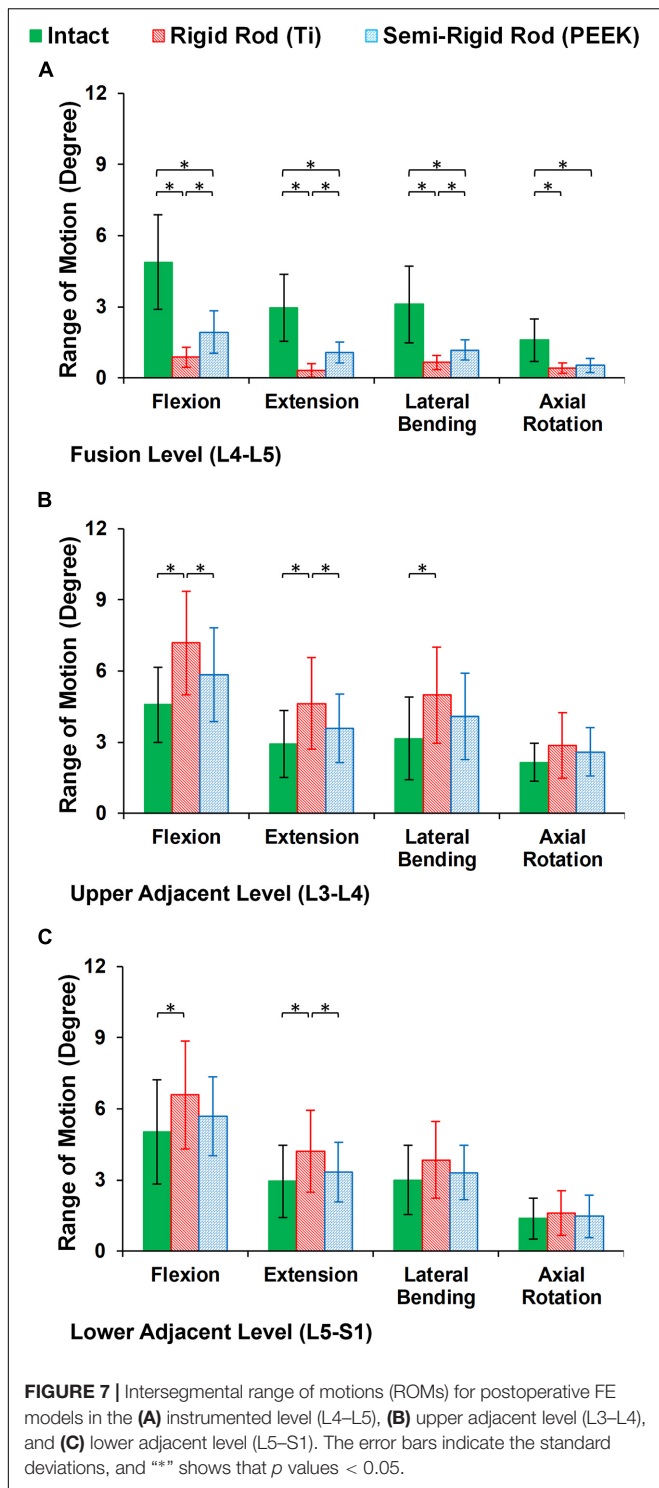 Intact Rigid Rod (Ti) Semi-Rigid Rod (PEEK)
A
12
9
6
3
0
Range of Motion (Degree)
* * *
* * * * * * *
Flexion Extension Lateral Bending Axial Rotation
Fusion Level (L4-L5)
B
12
9
6
3
0
Range of Motion (Degree)
* * * * *
Flexion Extension Lateral Bending Axial Rotation
Upper Adjacent Level (L3-L4)
C
12
9
6
3
0
Range of Motion (Degree)
* * *
Flexion Extension Lateral Bending Axial Rotation
Lower Adjacent Level (L5-S1)
FIGURE 7 | Intersegmental range of motions (ROMs) for postoperative FE
models in the (A) instrumented level (L4–L5), (B) upper adjacent level (L3–L4),
and (C) lower adjacent level (L5–S1). The error bars indicate the standard
deviations, and “*” shows that p values < 0.05.